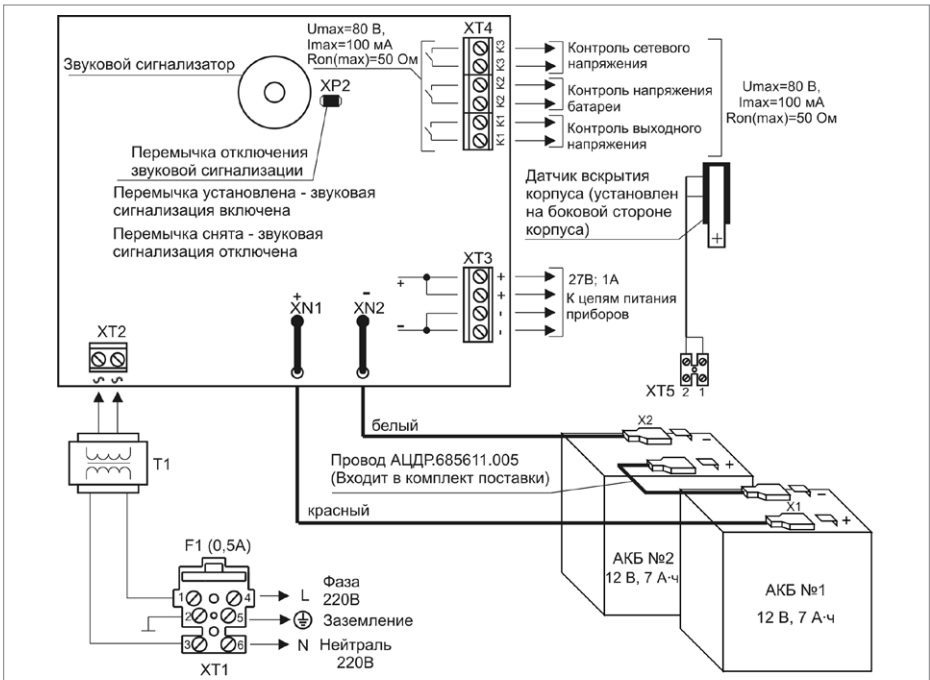 Umax=80 В,
Imax=100 мА
Ron(max)=50 Ом
XT4
K3
K3
K2
K2
K1
K1
Контроль сетевого
напряжения
Контроль напряжения
батареи
Контроль выходного
напряжения
Umax=80 В,
Imax=100 мА
Ron(max)=50 Ом
Звуковой сигнализатор
XP2
Перемычка отключения
звуковой сигнализации
Перемычка установлена - звуковая
сигнализация включена
Перемычка снята - звуковая
сигнализация отключена
Датчик вскрытия
корпуса (установлен
на боковой стороне
корпуса)
+
XT3
+
+
-
-
+
–
27В; 1А
К цепям питания
приборов
+
XN1
-
XN2
XT2
XT5 2 1
T1
белый
Провод АЦДР.685611.005
(Входит в комплект поставки)
красный
X2
–
+
–
X1
+
АКБ №2
12 В, 7 А·ч
АКБ №1
12 В, 7 А·ч
F1 (0,5А)
1 4
2 5
3 6
L Фаза
220В
Заземление
N Нейтраль
220В
XT1